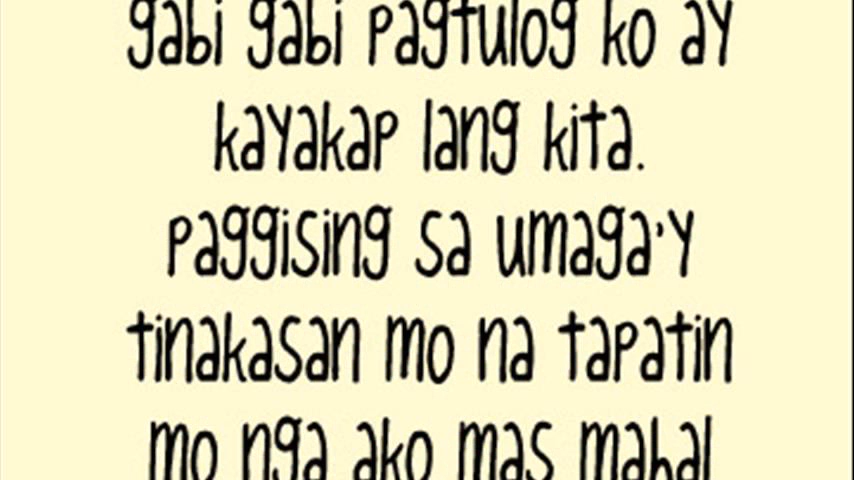 gabi gabi pagtulog ko ay
kayakap lang kita.
paggising sa umaga'y
tinakasan mo na tapatin
mo nga ako mas mahal